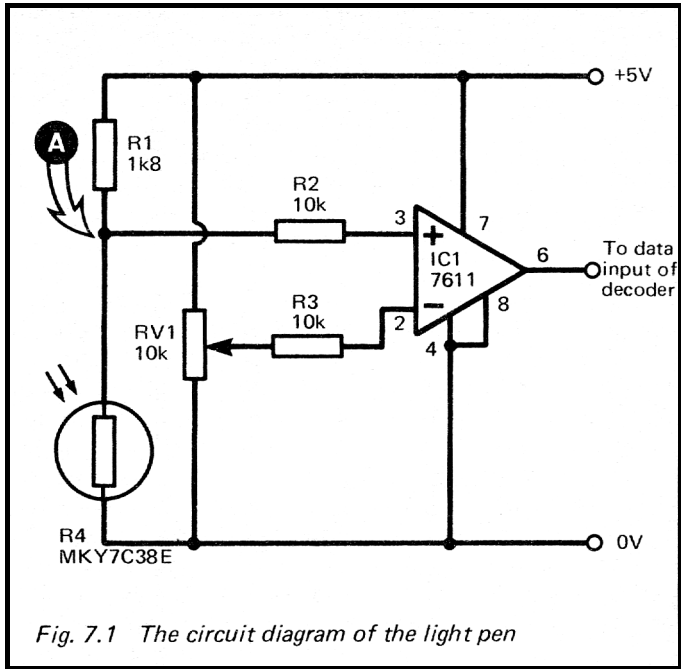 +5V
A
R1
1k8
R2
10k
3
7
+
IC1
7611
6
To data
input of
decoder
−
8
R3
10k
2
4
RV1
10k
R4
MKY7C38E
0V
Fig. 7.1 The circuit diagram of the light pen